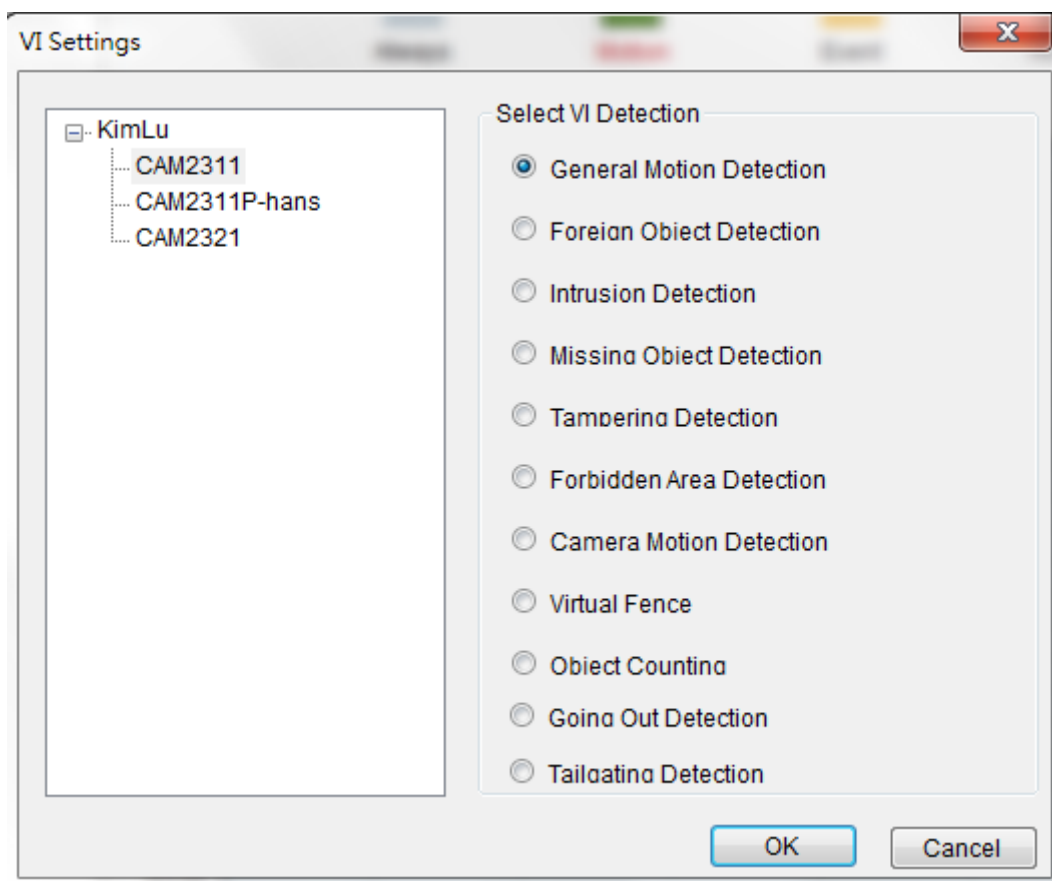 VI Settings
KimLu
CAM2311
CAM2311P-hans
CAM2321
Select VI Detection
General Motion Detection
Foreign Object Detection
Intrusion Detection
Missing Object Detection
Tampering Detection
Forbidden Area Detection
Camera Motion Detection
Virtual Fence
Object Counting
Going Out Detection
Tailgating Detection
OK
Cancel